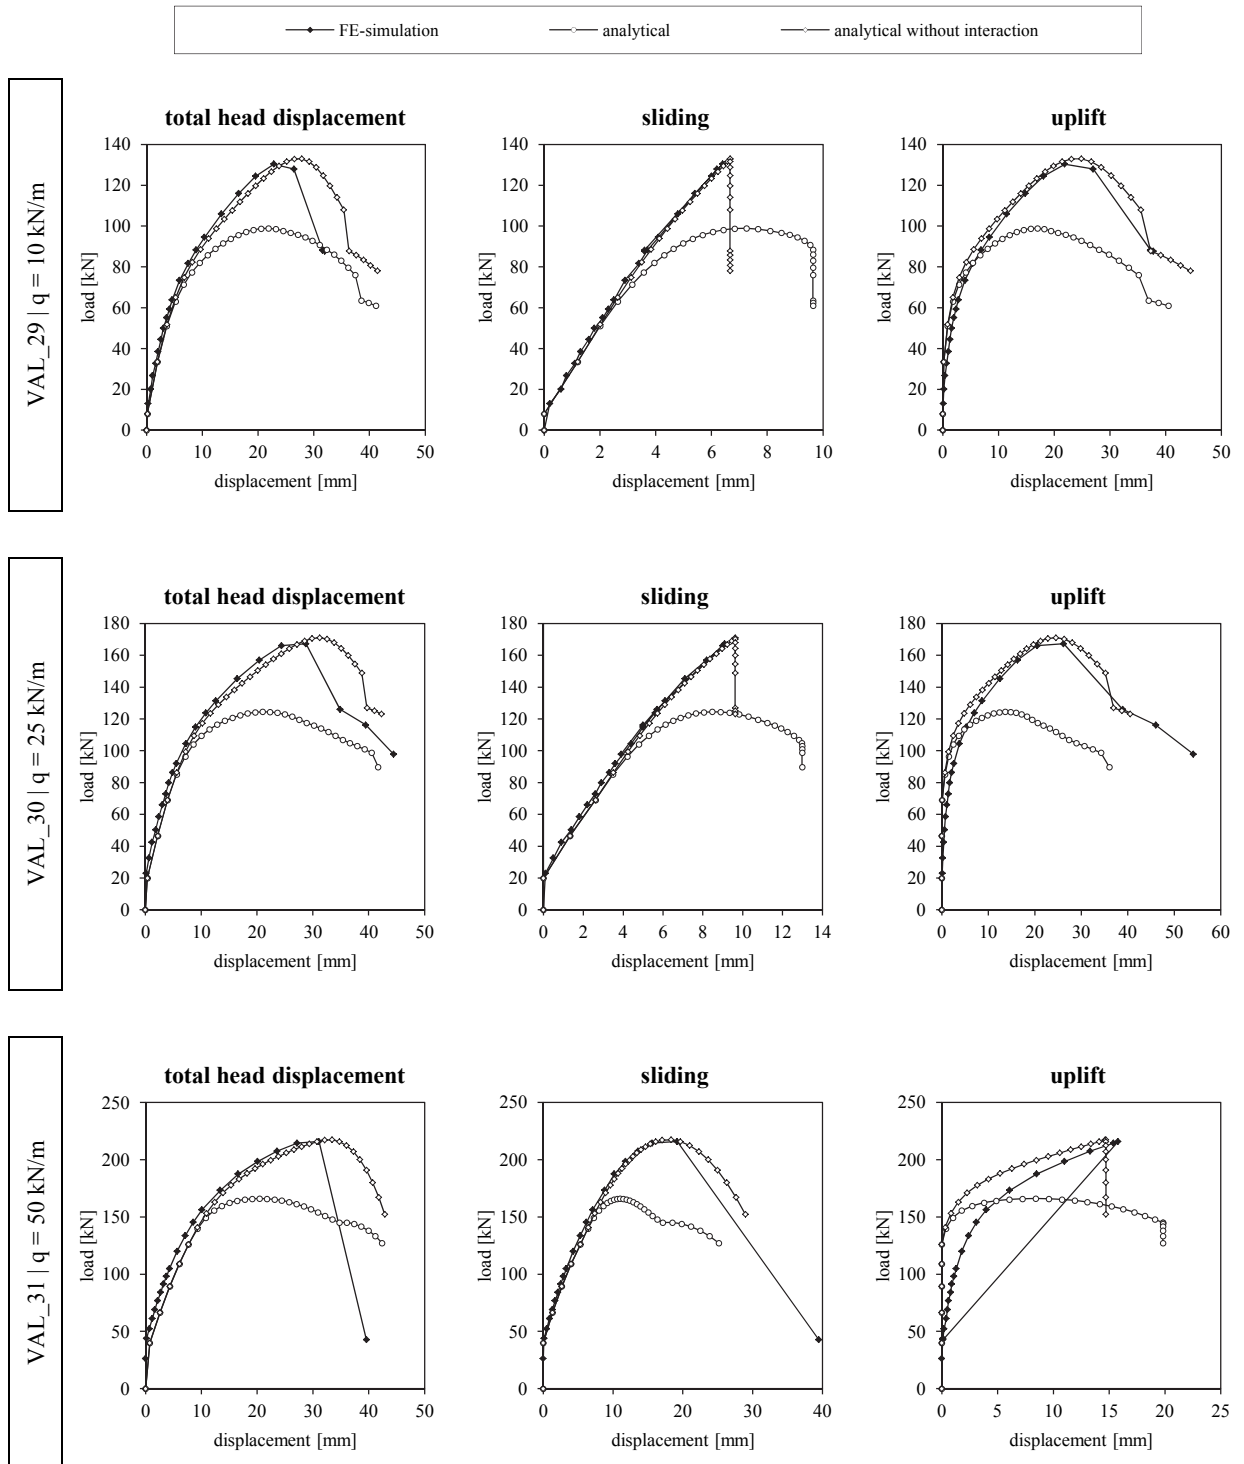 FE-simulation analytical analytical without interaction
VAL_29 | q = 10 kN/m
total head displacement
140
120
100
80
60
40
20
0
load [kN]
0 10 20 30 40 50
displacement [mm]
sliding
140
120
100
80
60
40
20
0
load [kN]
0 2 4 6 8 10
displacement [mm]
uplift
140
120
100
80
60
40
20
0
load [kN]
0 10 20 30 40 50
displacement [mm]
VAL_30 | q = 25 kN/m
total head displacement
180
160
140
120
100
80
60
40
20
0
load [kN]
0 10 20 30 40 50
displacement [mm]
sliding
180
160
140
120
100
80
60
40
20
0
load [kN]
0 2 4 6 8 10 12 14
displacement [mm]
uplift
180
160
140
120
100
80
60
40
20
0
load [kN]
0 10 20 30 40 50 60
displacement [mm]
VAL_31 | q = 50 kN/m
total head displacement
250
200
150
100
50
0
load [kN]
0 10 20 30 40 50
displacement [mm]
sliding
250
200
150
100
50
0
load [kN]
0 10 20 30 40
displacement [mm]
uplift
250
200
150
100
50
0
load [kN]
0 5 10 15 20 25
displacement [mm]